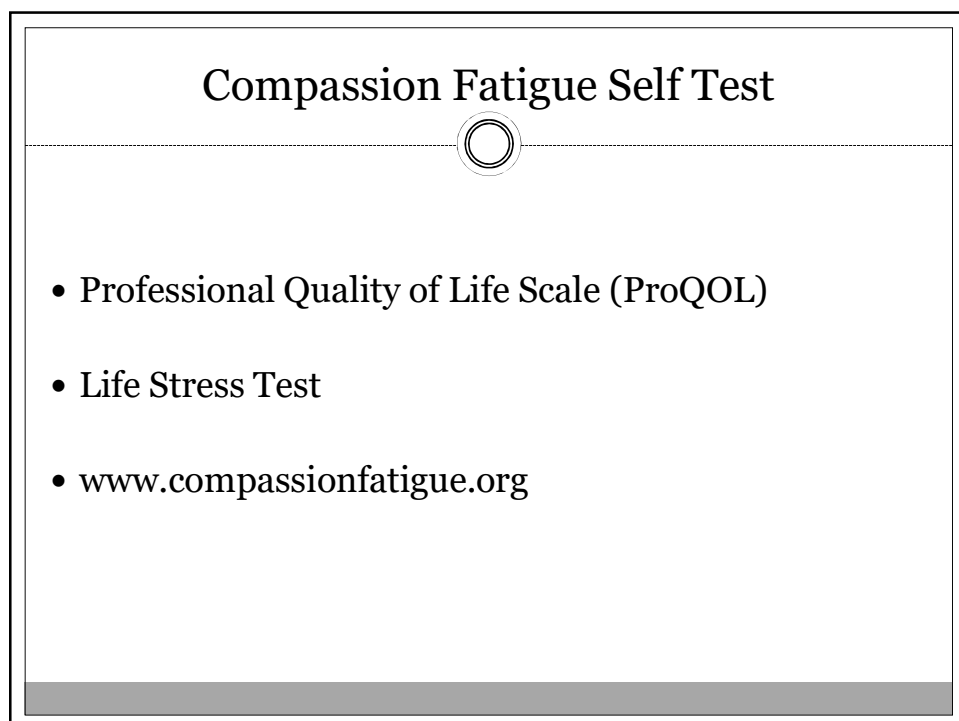 Compassion Fatigue Self Test
• Professional Quality of Life Scale (ProQOL)
• Life Stress Test
• www.compassionfatigue.org